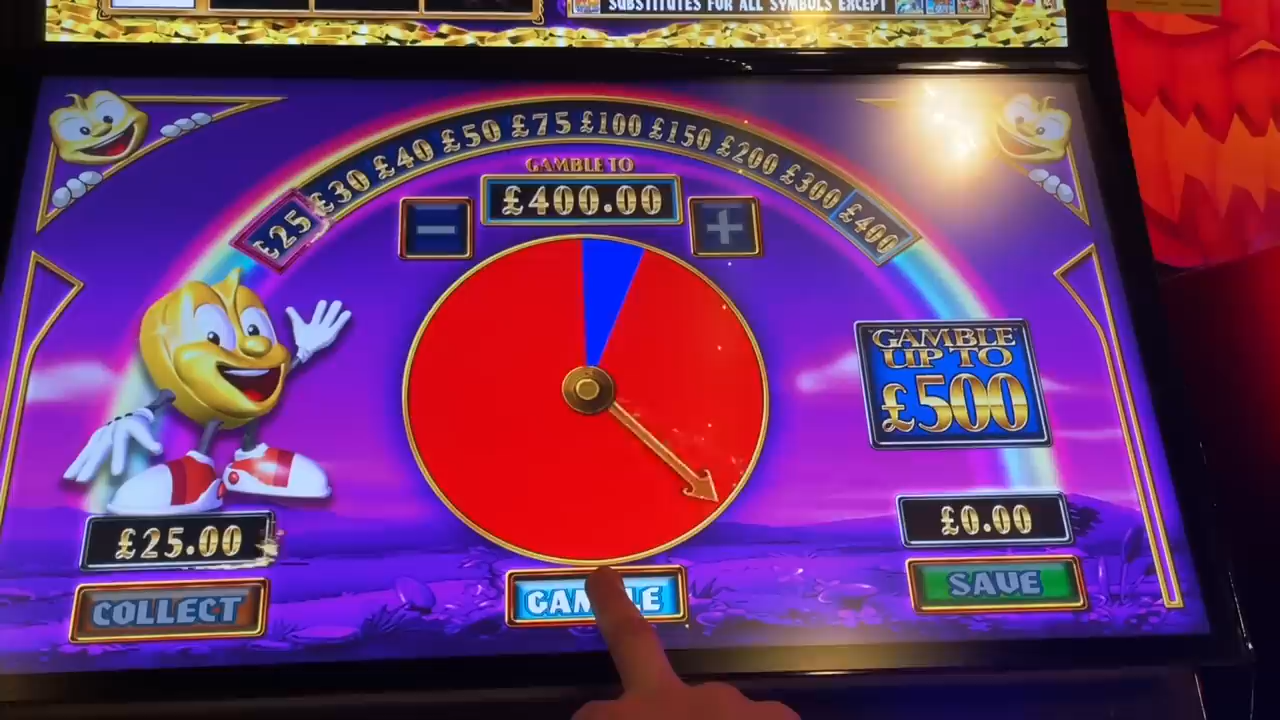 SUBSTITUTES FOR ALL SYMBOLS EXCEPT
£25 £30 £40 £50 £75 £100 £150 £200 £300 £400
GAMBLE TO
£400.00
GAMBLE
UP TO
£500
£25.00
£0.00
COLLECT
GAMBLE
SAVE